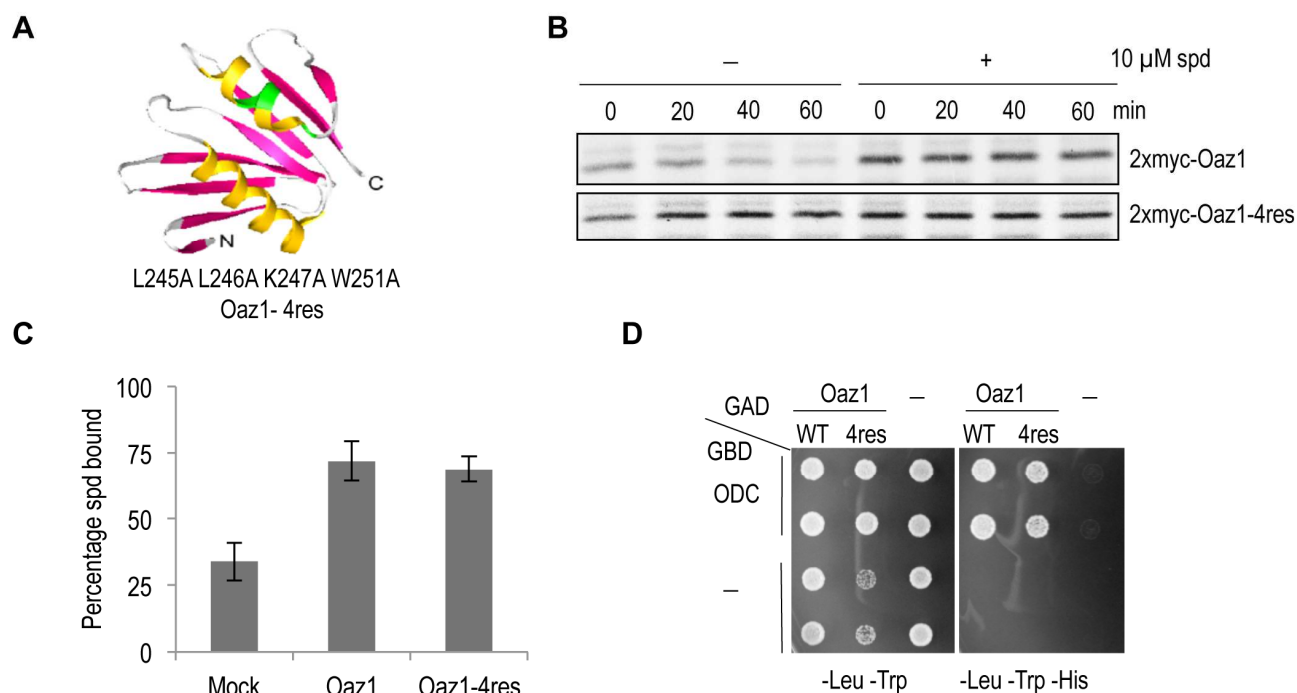 A
C
N
L245A L246A K247A W251A
Oaz1- 4res
B
– + 10 µM spd
0 20 40 60 0 20 40 60 min
2xmyc-Oaz1
2xmyc-Oaz1-4res
C
Percentage spd bound
100
75
50
25
0
Mock Oaz1 Oaz1-4res
D
GAD Oaz1 – Oaz1 –
GBD WT 4res WT 4res
ODC
–
-Leu -Trp -Leu -Trp -His